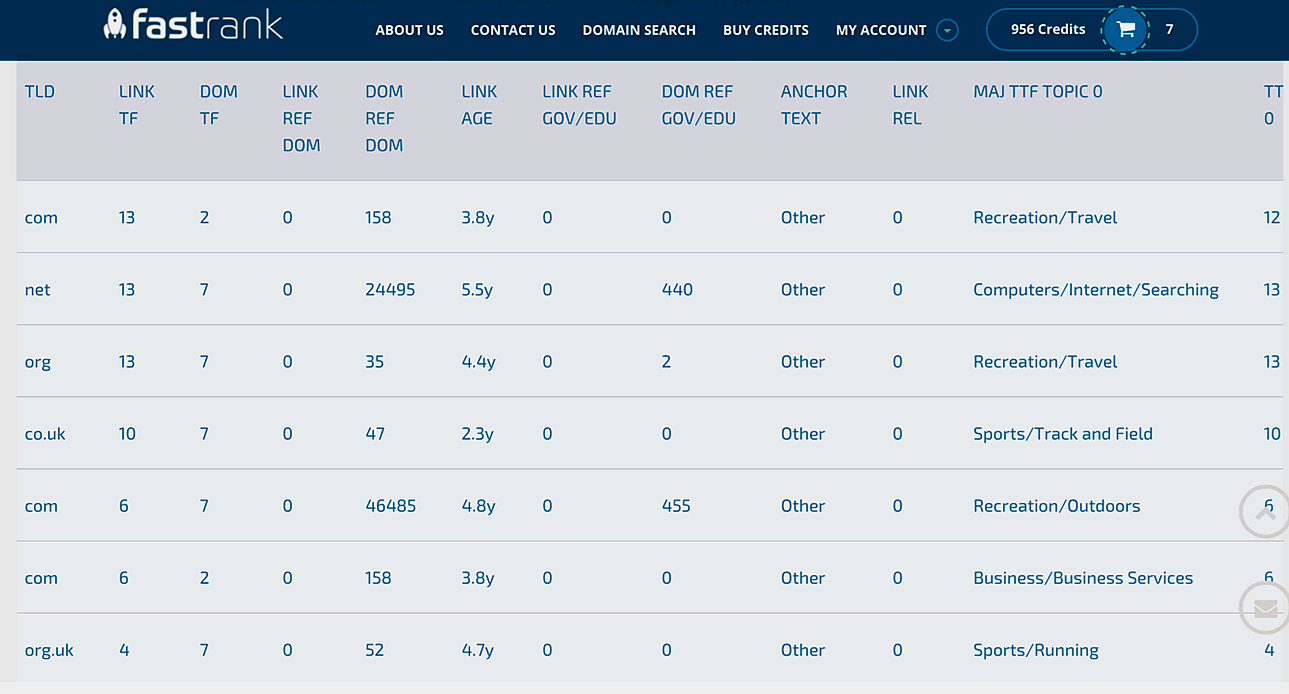 fastrank ABOUT US CONTACT US DOMAIN SEARCH BUY CREDITS MY ACCOUNT 956 Credits 7
TLD LINK DOM LINK DOM LINK LINK REF DOM REF ANCHOR LINK MAJ TTF TOPIC 0 TT
TF TF REF REF AGE GOV/EDU GOV/EDU TEXT REL 0
DOM DOM
com 13 2 0 158 3.8y 0 0 Other 0 Recreation/Travel 12
net 13 7 0 24495 5.5y 0 440 Other 0 Computers/Internet/Searching 13
org 13 7 0 35 4.4y 0 2 Other 0 Recreation/Travel 13
co.uk 10 7 0 47 2.3y 0 0 Other 0 Sports/Track and Field 10
com 6 7 0 46485 4.8y 0 455 Other 0 Recreation/Outdoors 6
com 6 2 0 158 3.8y 0 0 Other 0 Business/Business Services 6
org.uk 4 7 0 52 4.7y 0 0 Other 0 Sports/Running 4